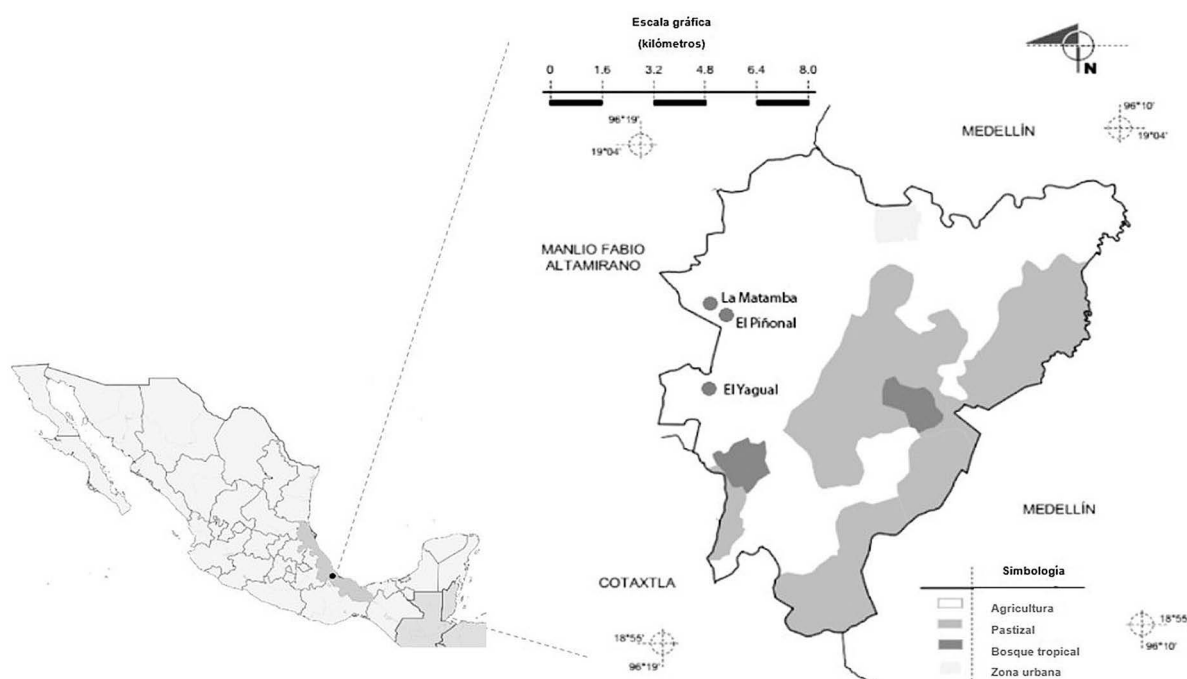 Escala gráfica
(kilómetros)
0 1.6 3.2 4.8 6.4 8.0
N
96°19'
19°04'
96°10'
19°04'
MEDELLÍN
MANLIO FABIO
ALTAMIRANO
La Matamba
El Piñonal
El Yagual
MEDELLÍN
COTAXTLA
18°55'
96°19'
Simbologia
Agricultura
Pastizal
Bosque tropical
Zona urbana
18°55'
96°10'